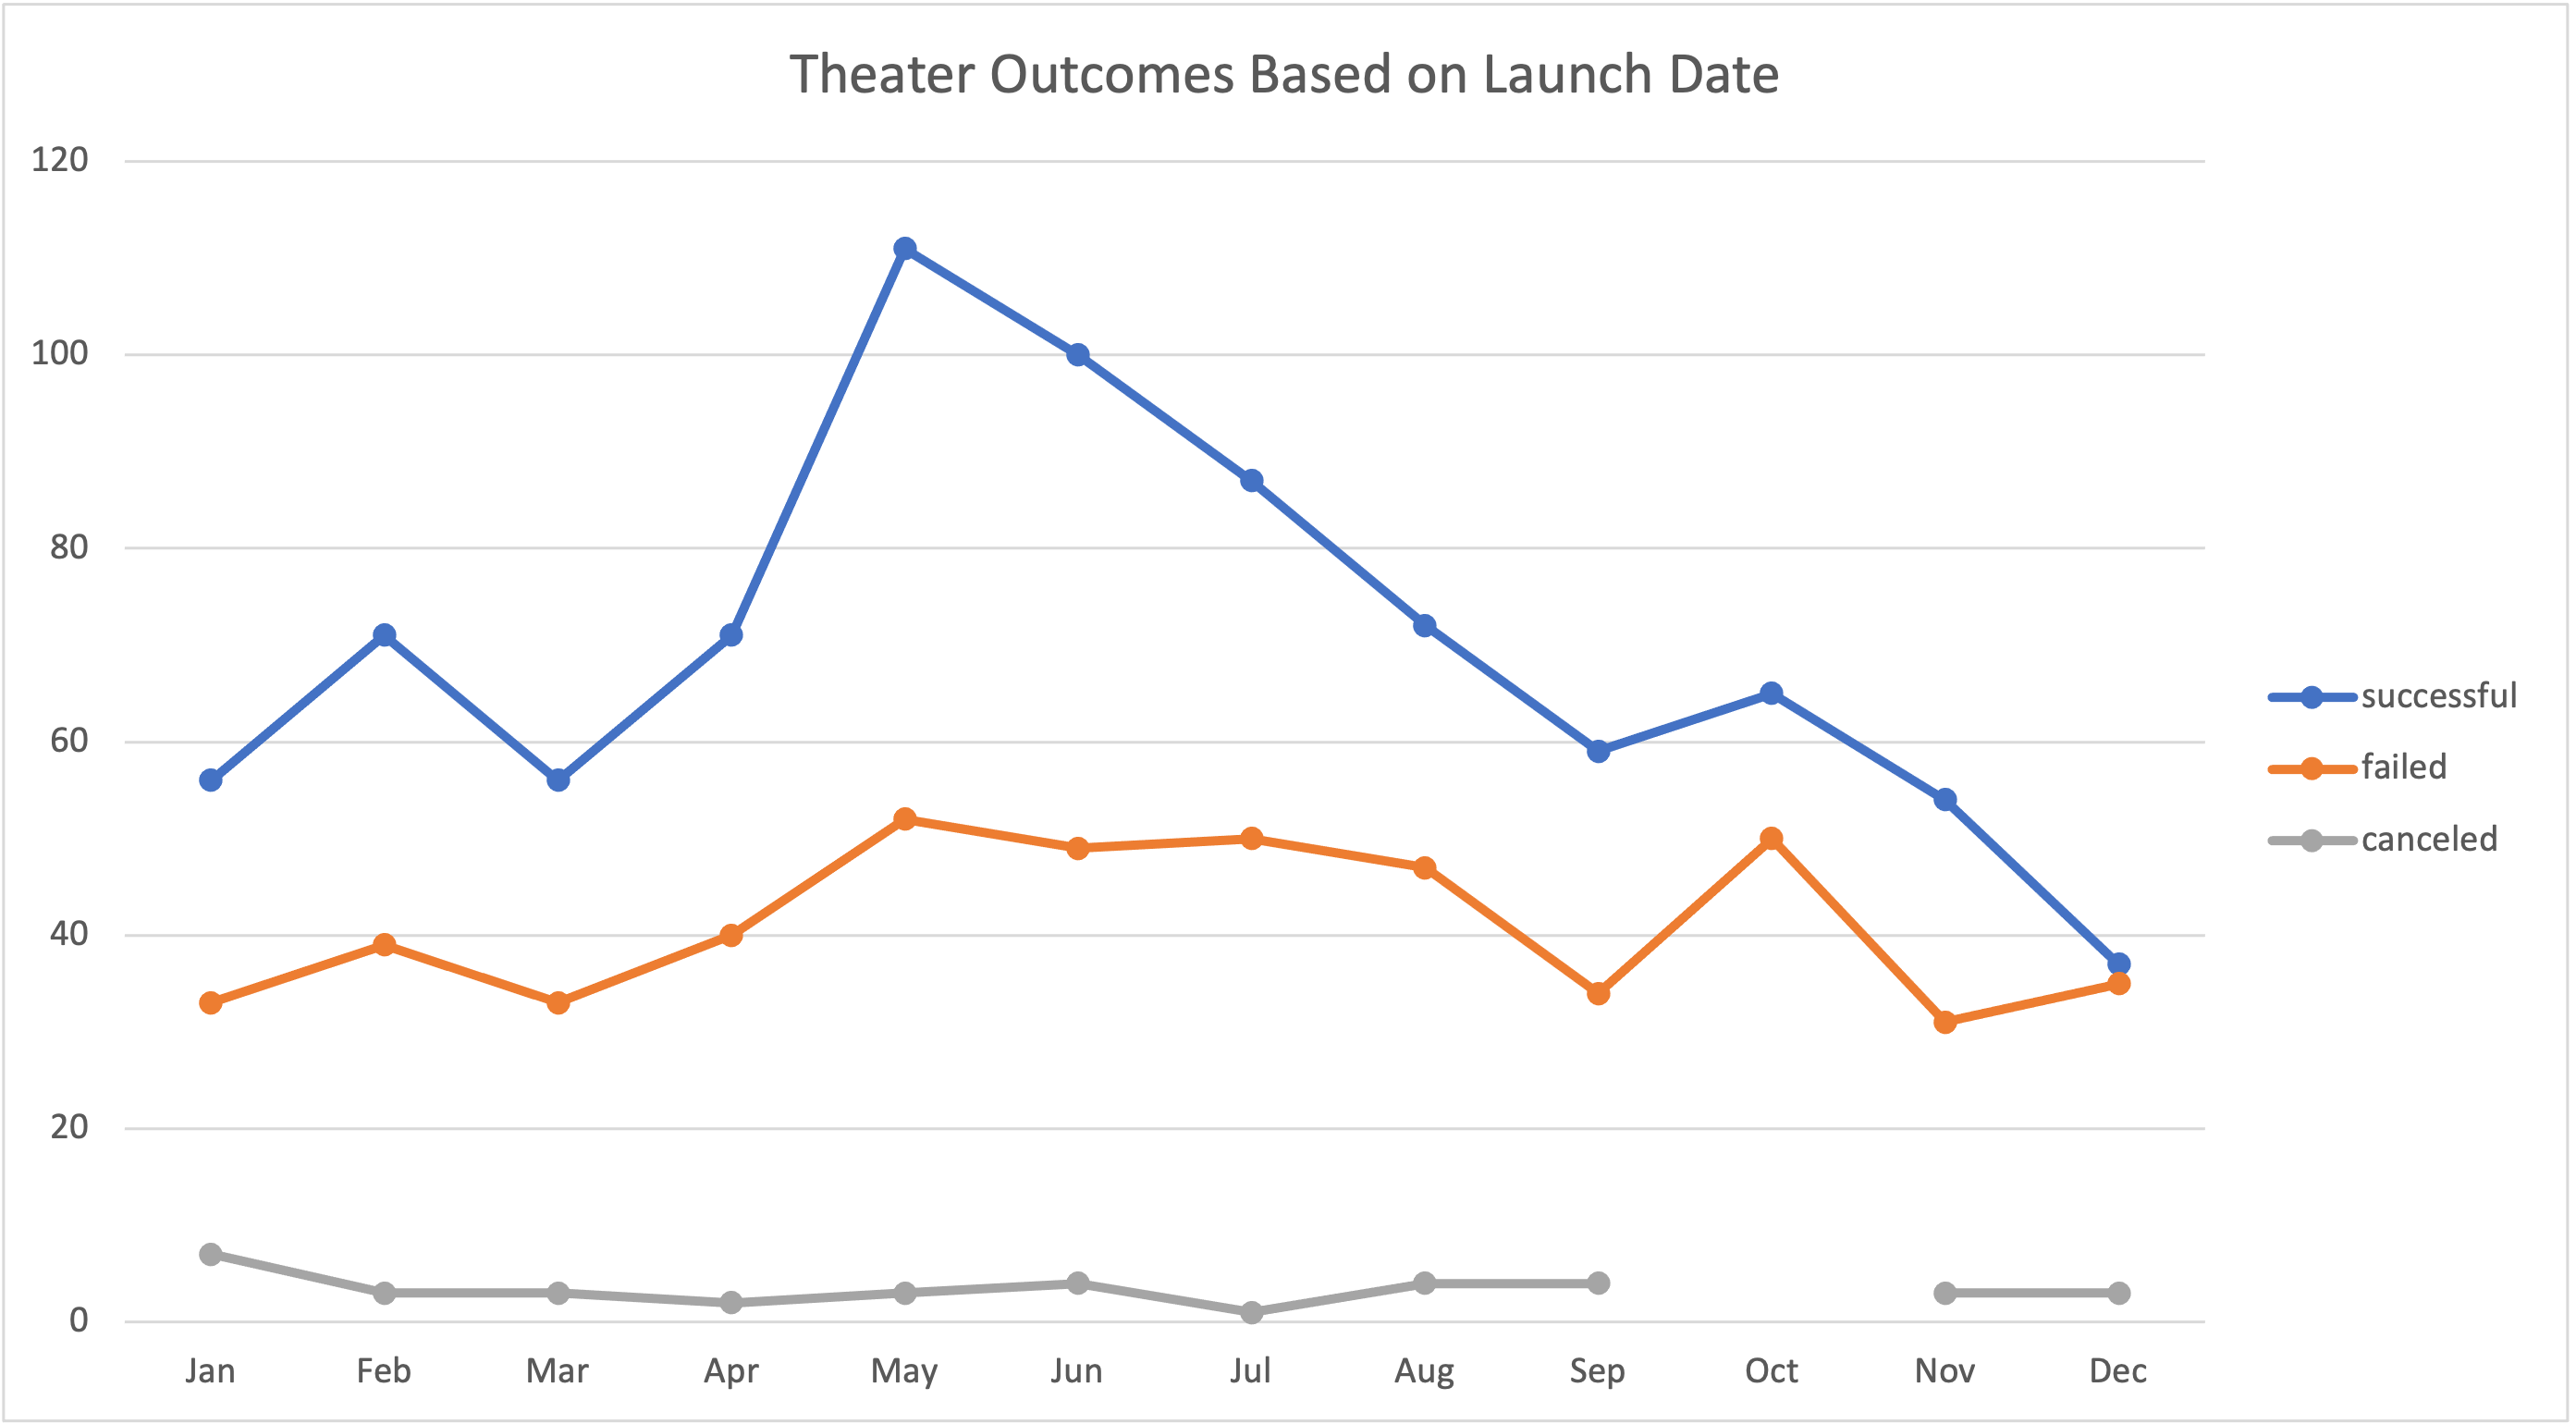 Theater Outcomes Based on Launch Date
120
100
80
60
40
20
0
Jan Feb Mar Apr May Jun Jul Aug Sep Oct Nov Dec
successful
failed
canceled